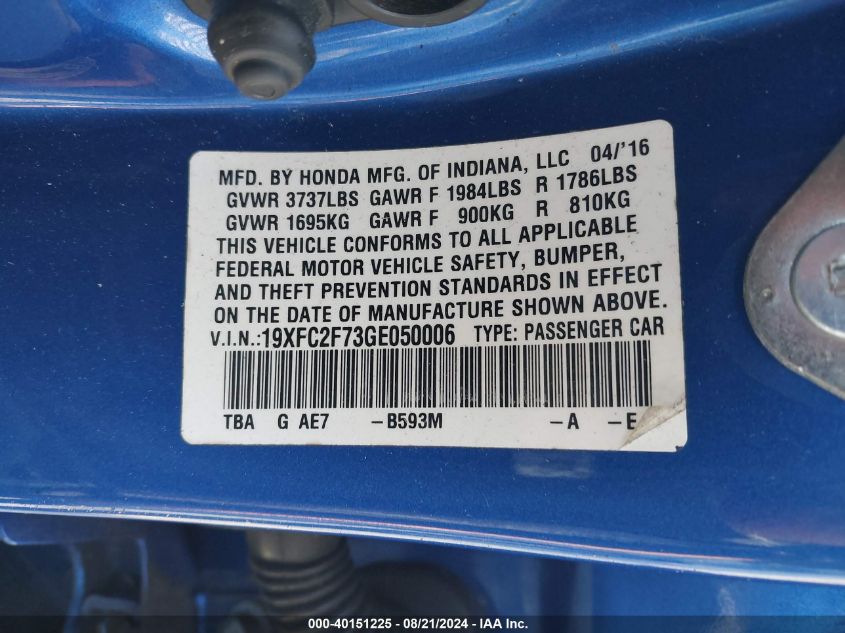 MFD. BY HONDA MFG. OF INDIANA, LLC 04/'16
GVWR 3737LBS GAWR F 1984LBS R 1786LBS
GVWR 1695KG GAWR F 900KG R 810KG
THIS VEHICLE CONFORMS TO ALL APPLICABLE
FEDERAL MOTOR VEHICLE SAFETY, BUMPER,
AND THEFT PREVENTION STANDARDS IN EFFECT
ON THE DATE OF MANUFACTURE SHOWN ABOVE.
V.I.N.:19XFC2F73GE050006 TYPE: PASSENGER CAR
TBA G AE7 -B593M -A -E
000-40151225 - 08/21/2024 - IAA Inc.